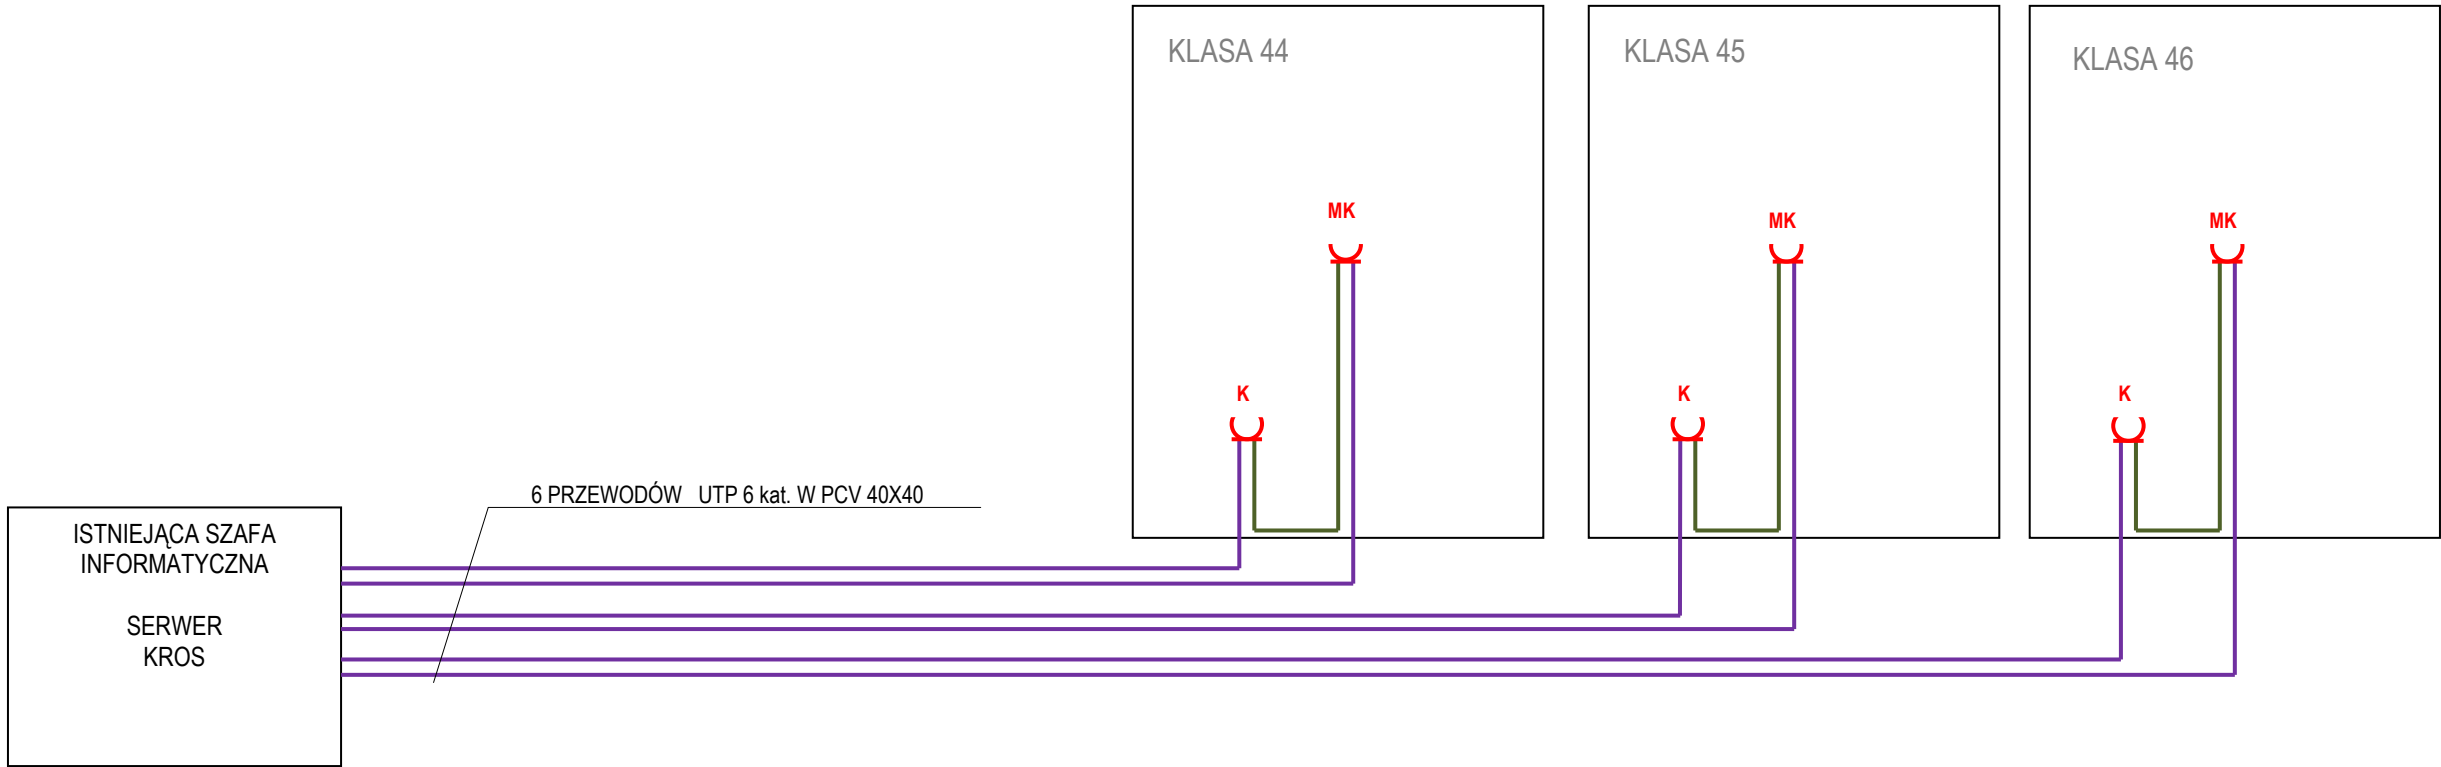 KLASA 44
KLASA 45
KLASA 46
MK
MK
MK
K
K
K
6 PRZEWODÓW UTP 6 kat. W PCV 40X40
ISTNIEJĄCA SZAFA
INFORMATYCZNA
SERWER
KROS